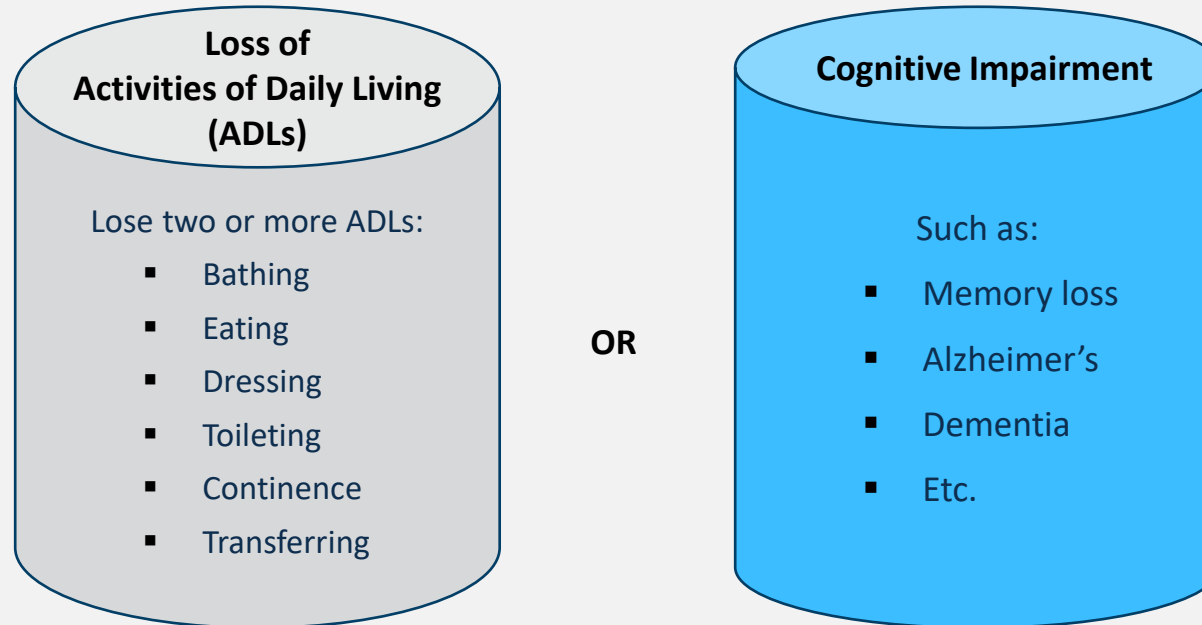 Loss of
Activities of Daily Living
(ADLs)
Lose two or more ADLs:
▪ Bathing
▪ Eating
▪ Dressing
▪ Toileting
▪ Continence
▪ Transferring
OR
Cognitive Impairment
Such as:
▪ Memory loss
▪ Alzheimer’s
▪ Dementia
▪ Etc.